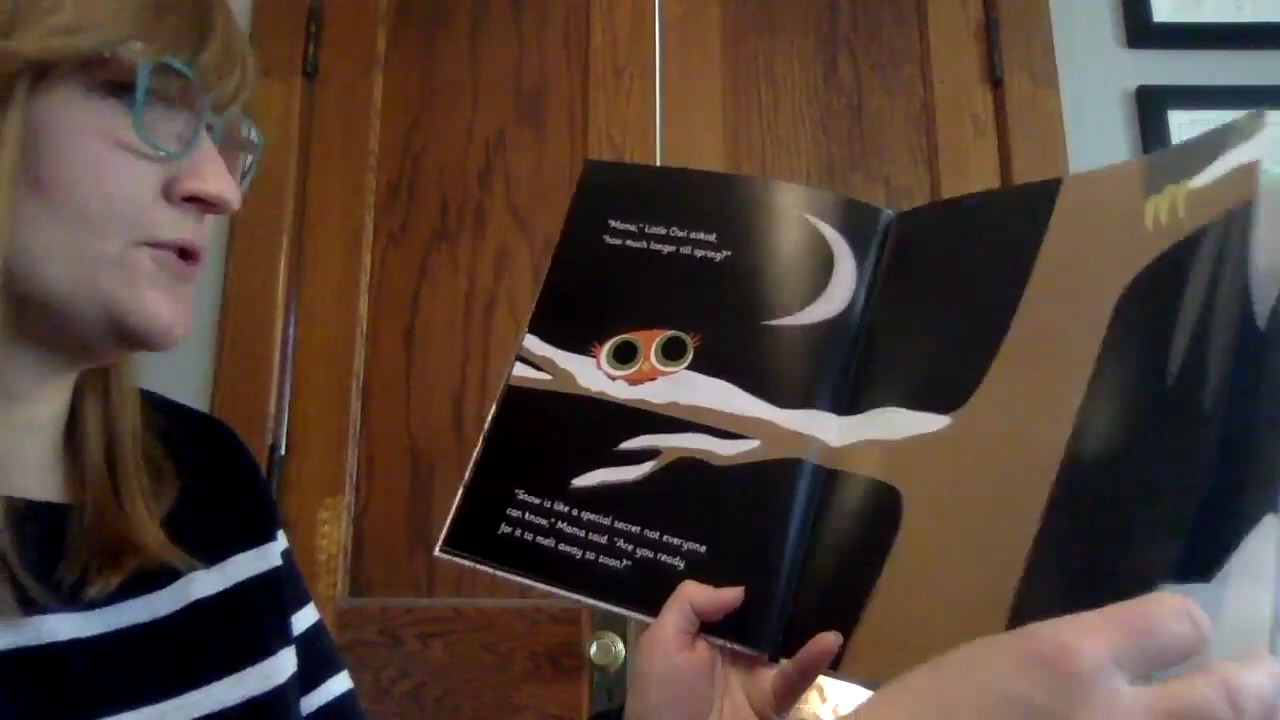 "Mama," Little Owl asked,
"how much longer till spring?"
"Snow is like a special secret not everyone
can know," Mama said. "Are you ready
for it to melt away so soon?"